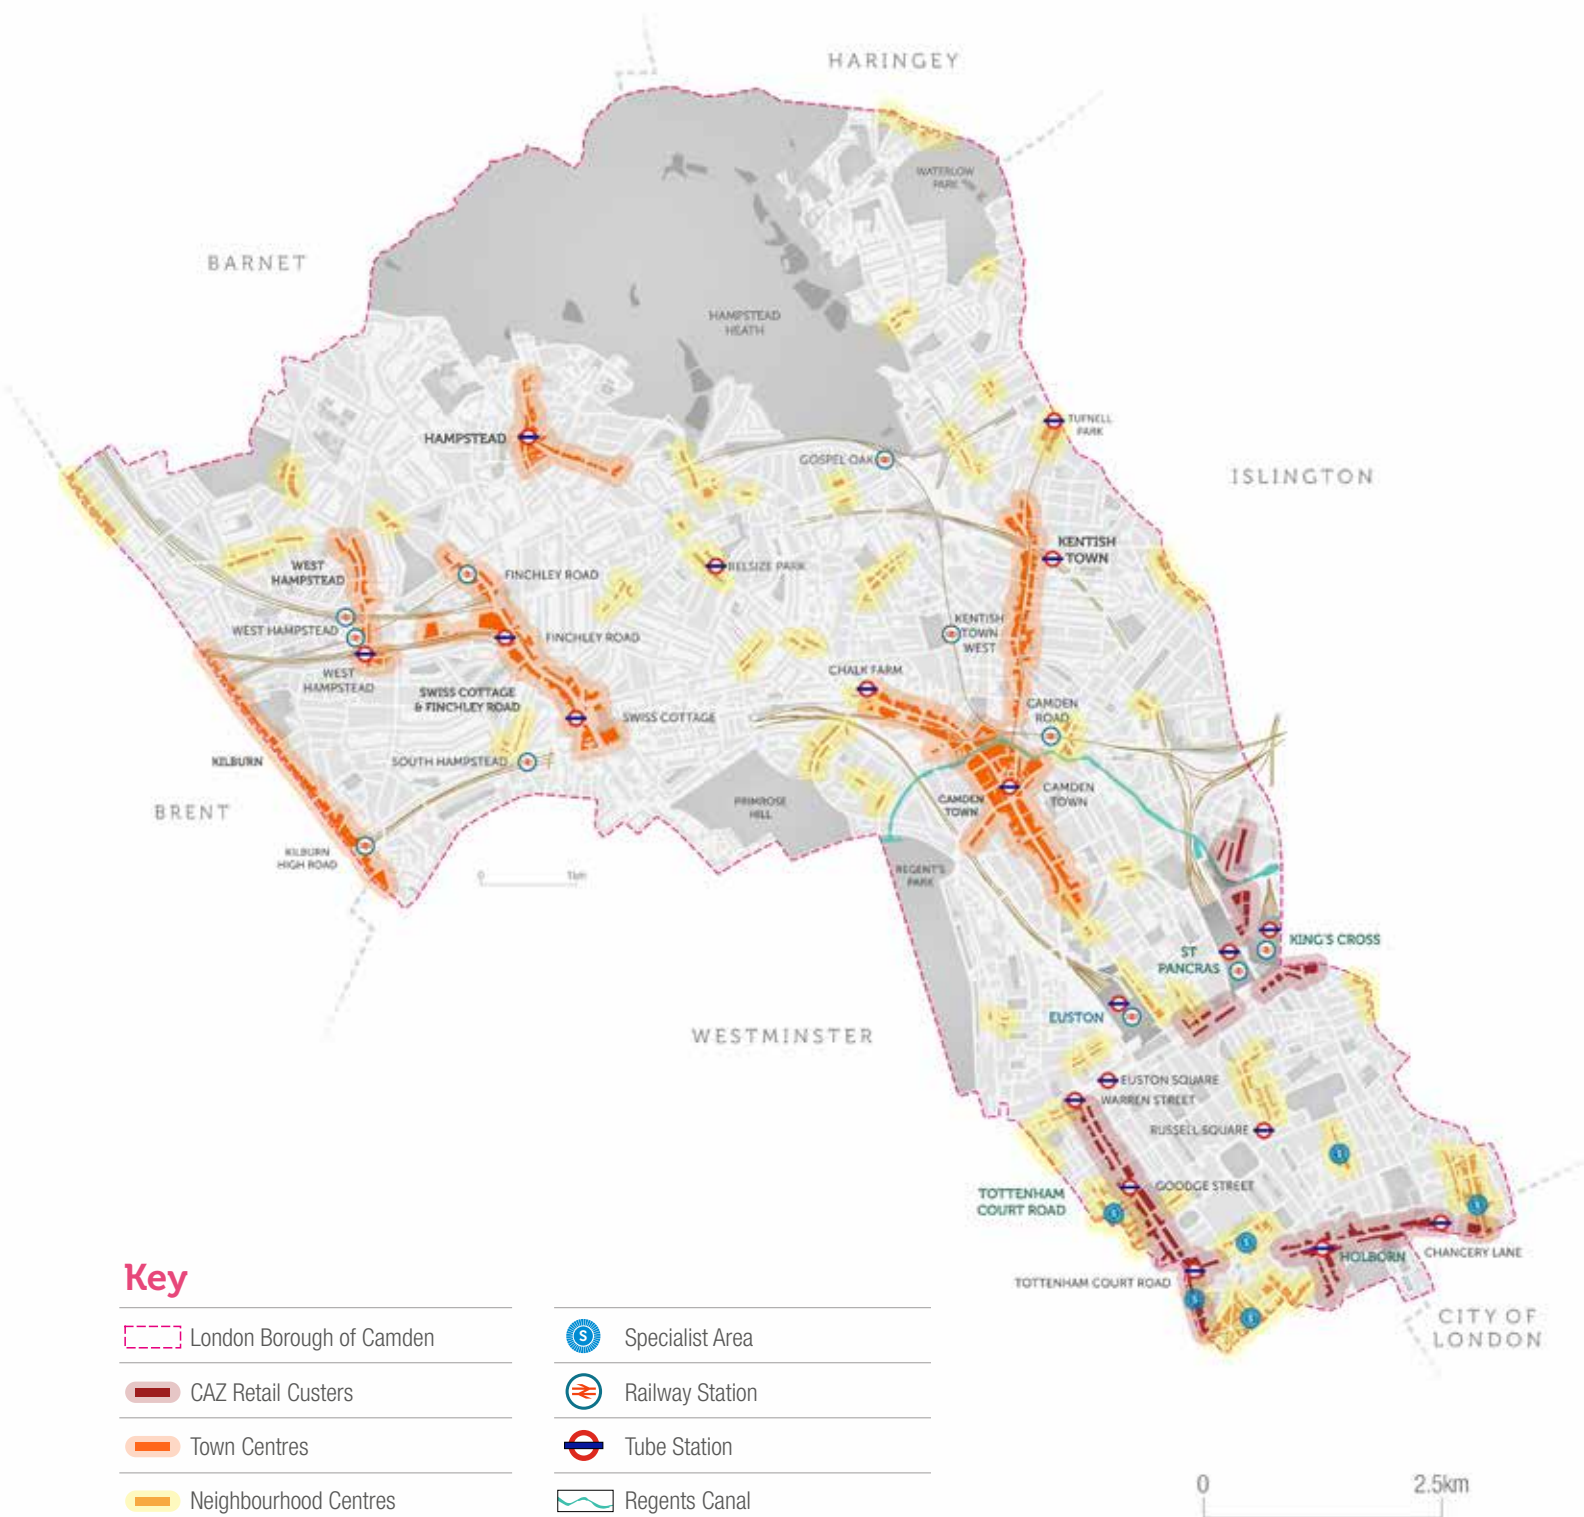 HARINGEY
WATERLOW
PARK
BARNET
HAMPSTEAD
HEATH
TUFNELL
PARK
HAMPSTEAD
GOSPEL OAK
ISLINGTON
KENTISH
TOWN
WEST
HAMPSTEAD
FINCHLEY ROAD
BELSIZE PARK
WEST HAMPSTEAD
FINCHLEY ROAD
KENTISH
TOWN
WEST
WEST
HAMPSTEAD
CHALK FARM
SWISS COTTAGE
& FINCHLEY ROAD
SWISS COTTAGE
CAMDEN
ROAD
KILBURN
SOUTH HAMPSTEAD
BRENT
PRIMROSE
HILL
CAMDEN
TOWN
CAMDEN
TOWN
KILBURN
HIGH ROAD
0 1km
REGENT'S
PARK
KING'S CROSS
ST
PANCRAS
EUSTON
WESTMINSTER
EUSTON SQUARE
WARREN STREET
RUSSELL SQUARE
S
TOTTENHAM
COURT ROAD
GOODGE STREET
S
S
S
HOLBORN
CHANCERY LANE
TOTTENHAM COURT ROAD
S
S
CITY OF
LONDON
Key
London Borough of Camden
S Specialist Area
CAZ Retail Custers
Railway Station
Town Centres
Tube Station
Neighbourhood Centres
Regents Canal
0 2.5km